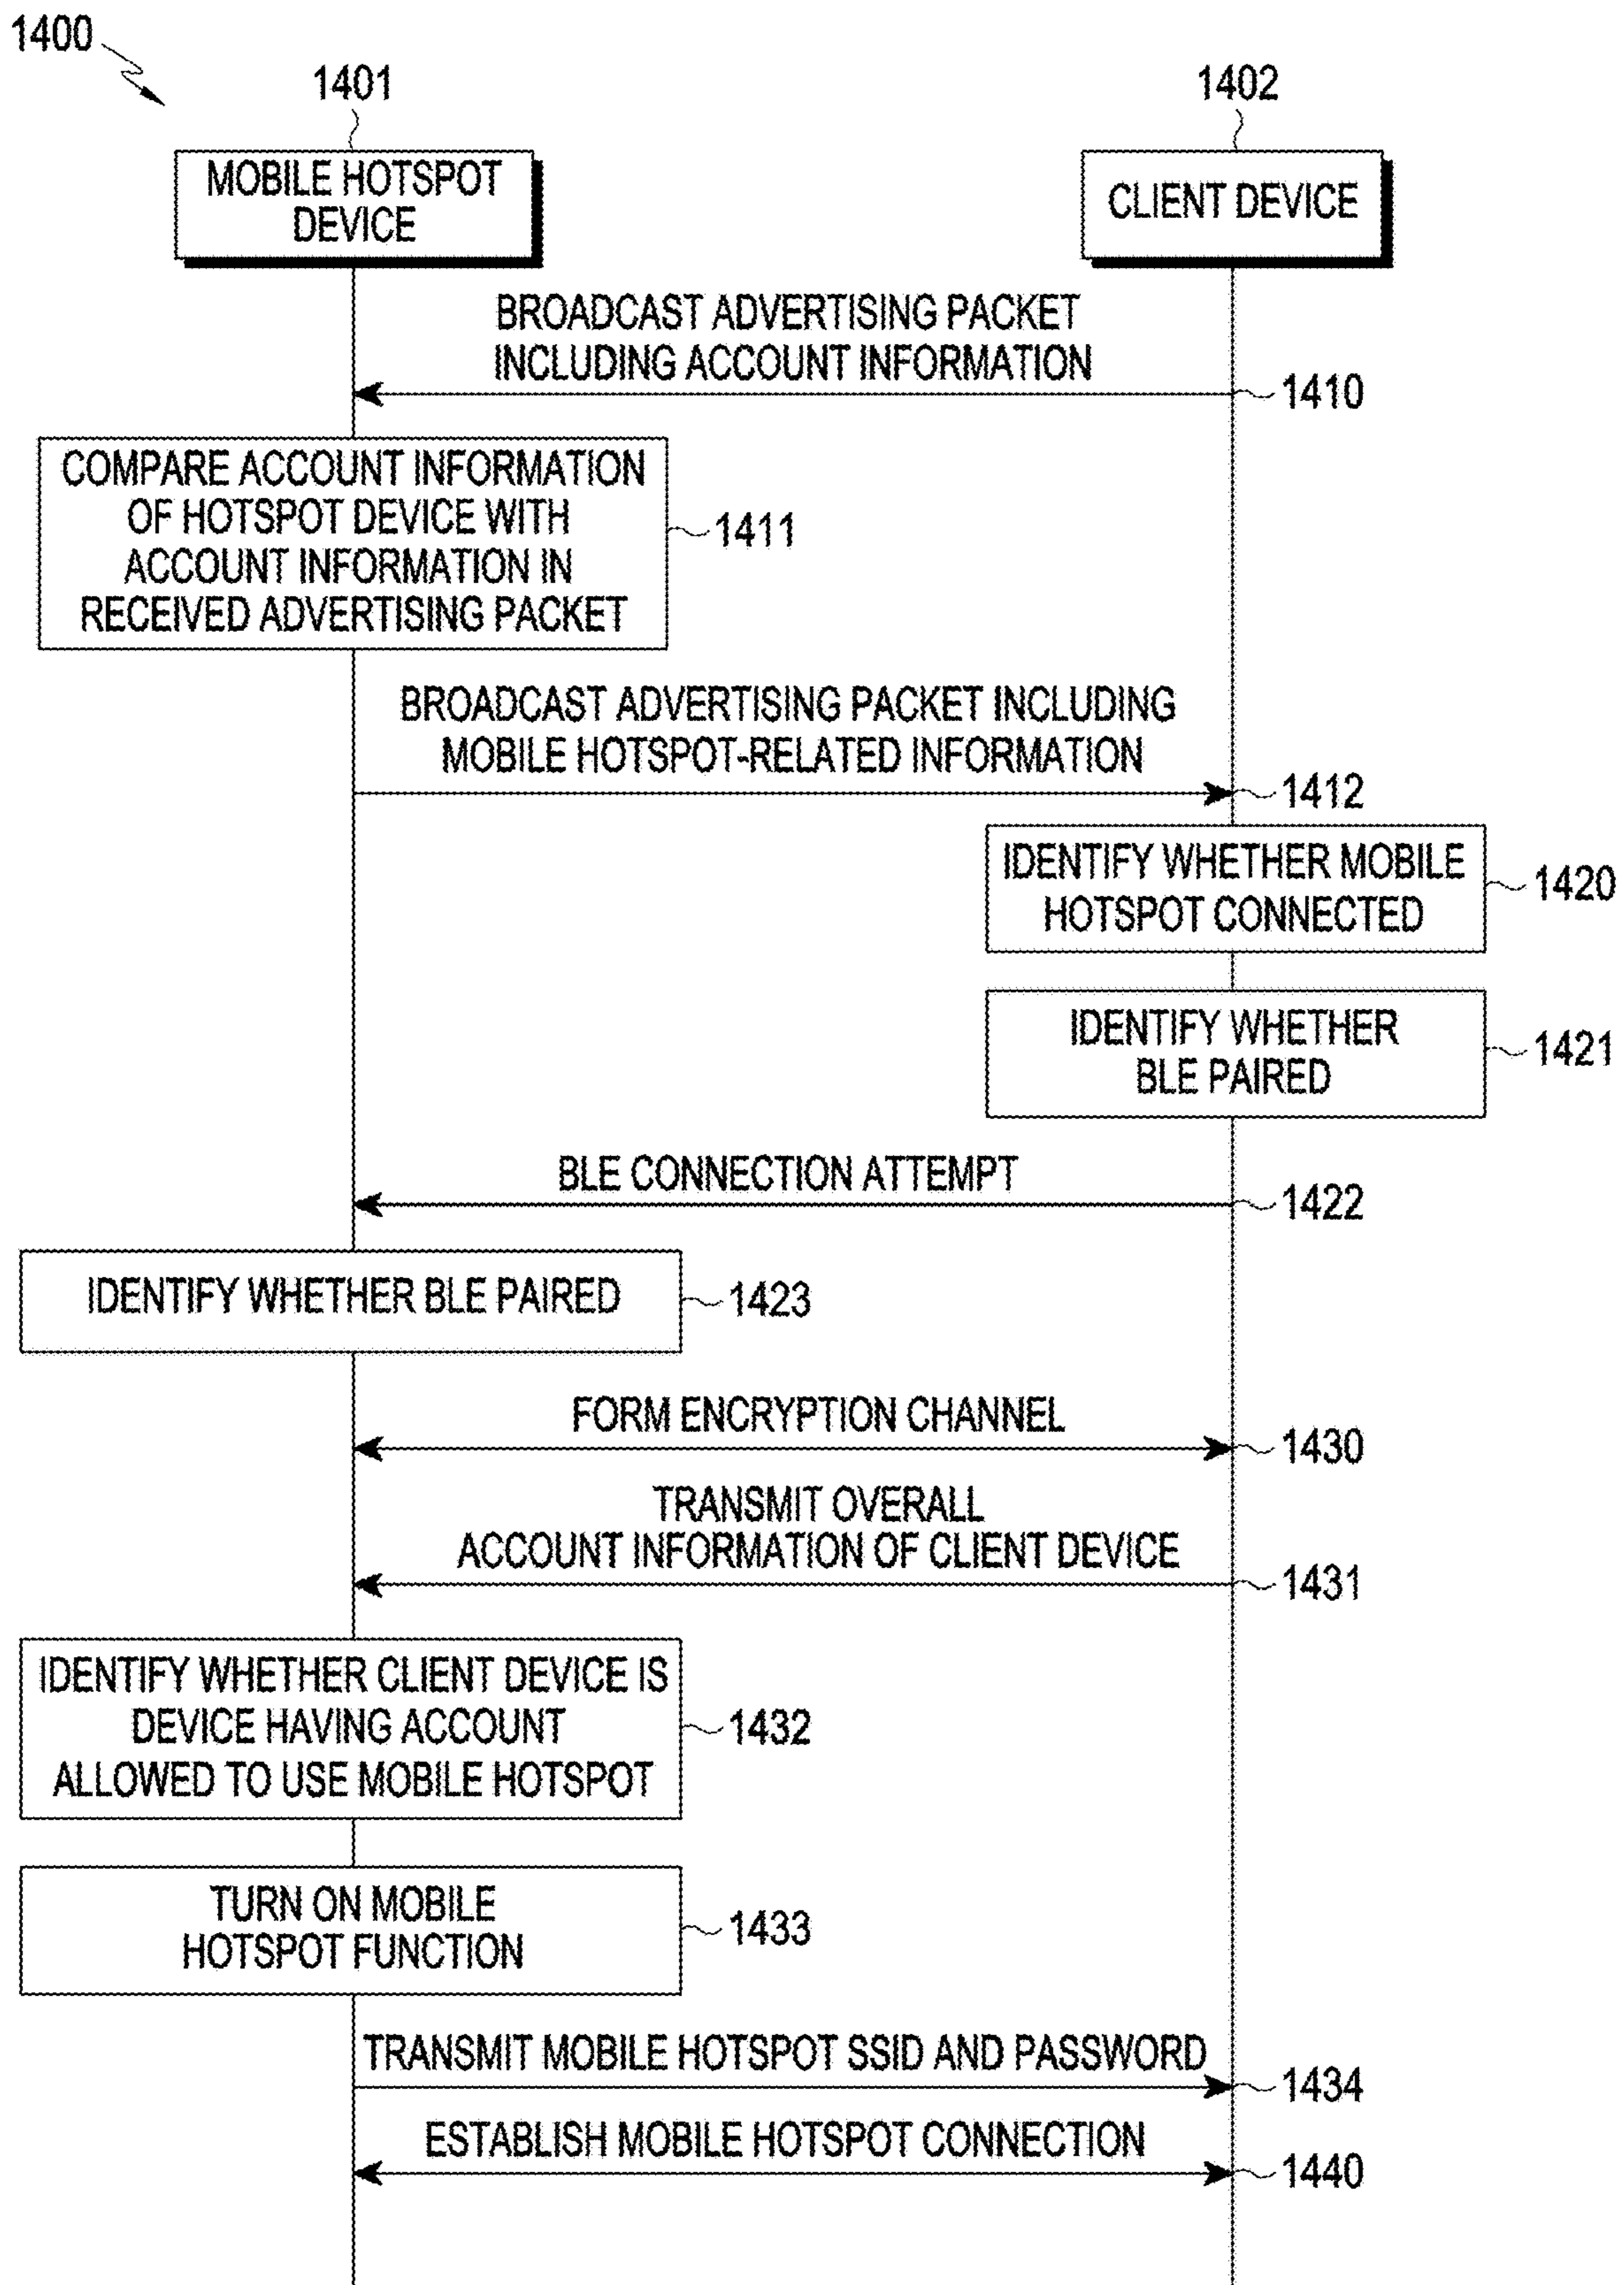 1400
1401
1402
MOBILE HOTSPOT
DEVICE
CLIENT DEVICE
BROADCAST ADVERTISING PACKET
INCLUDING ACCOUNT INFORMATION
1410
COMPARE ACCOUNT INFORMATION
OF HOTSPOT DEVICE WITH
ACCOUNT INFORMATION IN
RECEIVED ADVERTISING PACKET
1411
BROADCAST ADVERTISING PACKET INCLUDING
MOBILE HOTSPOT-RELATED INFORMATION
1412
IDENTIFY WHETHER MOBILE
HOTSPOT CONNECTED
1420
IDENTIFY WHETHER
BLE PAIRED
1421
BLE CONNECTION ATTEMPT
1422
IDENTIFY WHETHER BLE PAIRED
1423
FORM ENCRYPTION CHANNEL
1430
TRANSMIT OVERALL
ACCOUNT INFORMATION OF CLIENT DEVICE
1431
IDENTIFY WHETHER CLIENT DEVICE IS
DEVICE HAVING ACCOUNT
ALLOWED TO USE MOBILE HOTSPOT
1432
TURN ON MOBILE
HOTSPOT FUNCTION
1433
TRANSMIT MOBILE HOTSPOT SSID AND PASSWORD
1434
ESTABLISH MOBILE HOTSPOT CONNECTION
1440